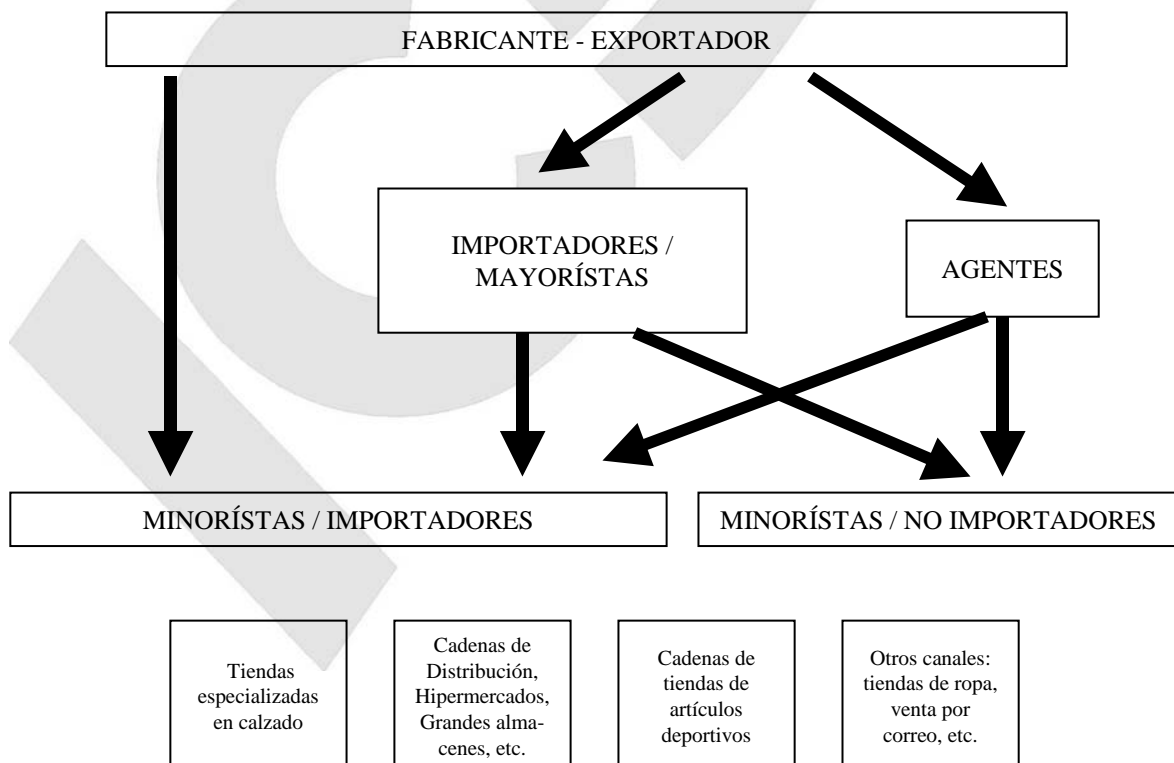 FABRICANTE - EXPORTADOR
IMPORTADORES /
MAYORÍSTAS
AGENTES
MINORÍSTAS / IMPORTADORES
MINORÍSTAS / NO IMPORTADORES
Tiendas
especializadas
en calzado
Cadenas de
Distribución,
Hipermercados,
Grandes alma-
cenes, etc.
Cadenas de
tiendas de
artículos
deportivos
Otros canales:
tiendas de ropa,
venta por
correo, etc.